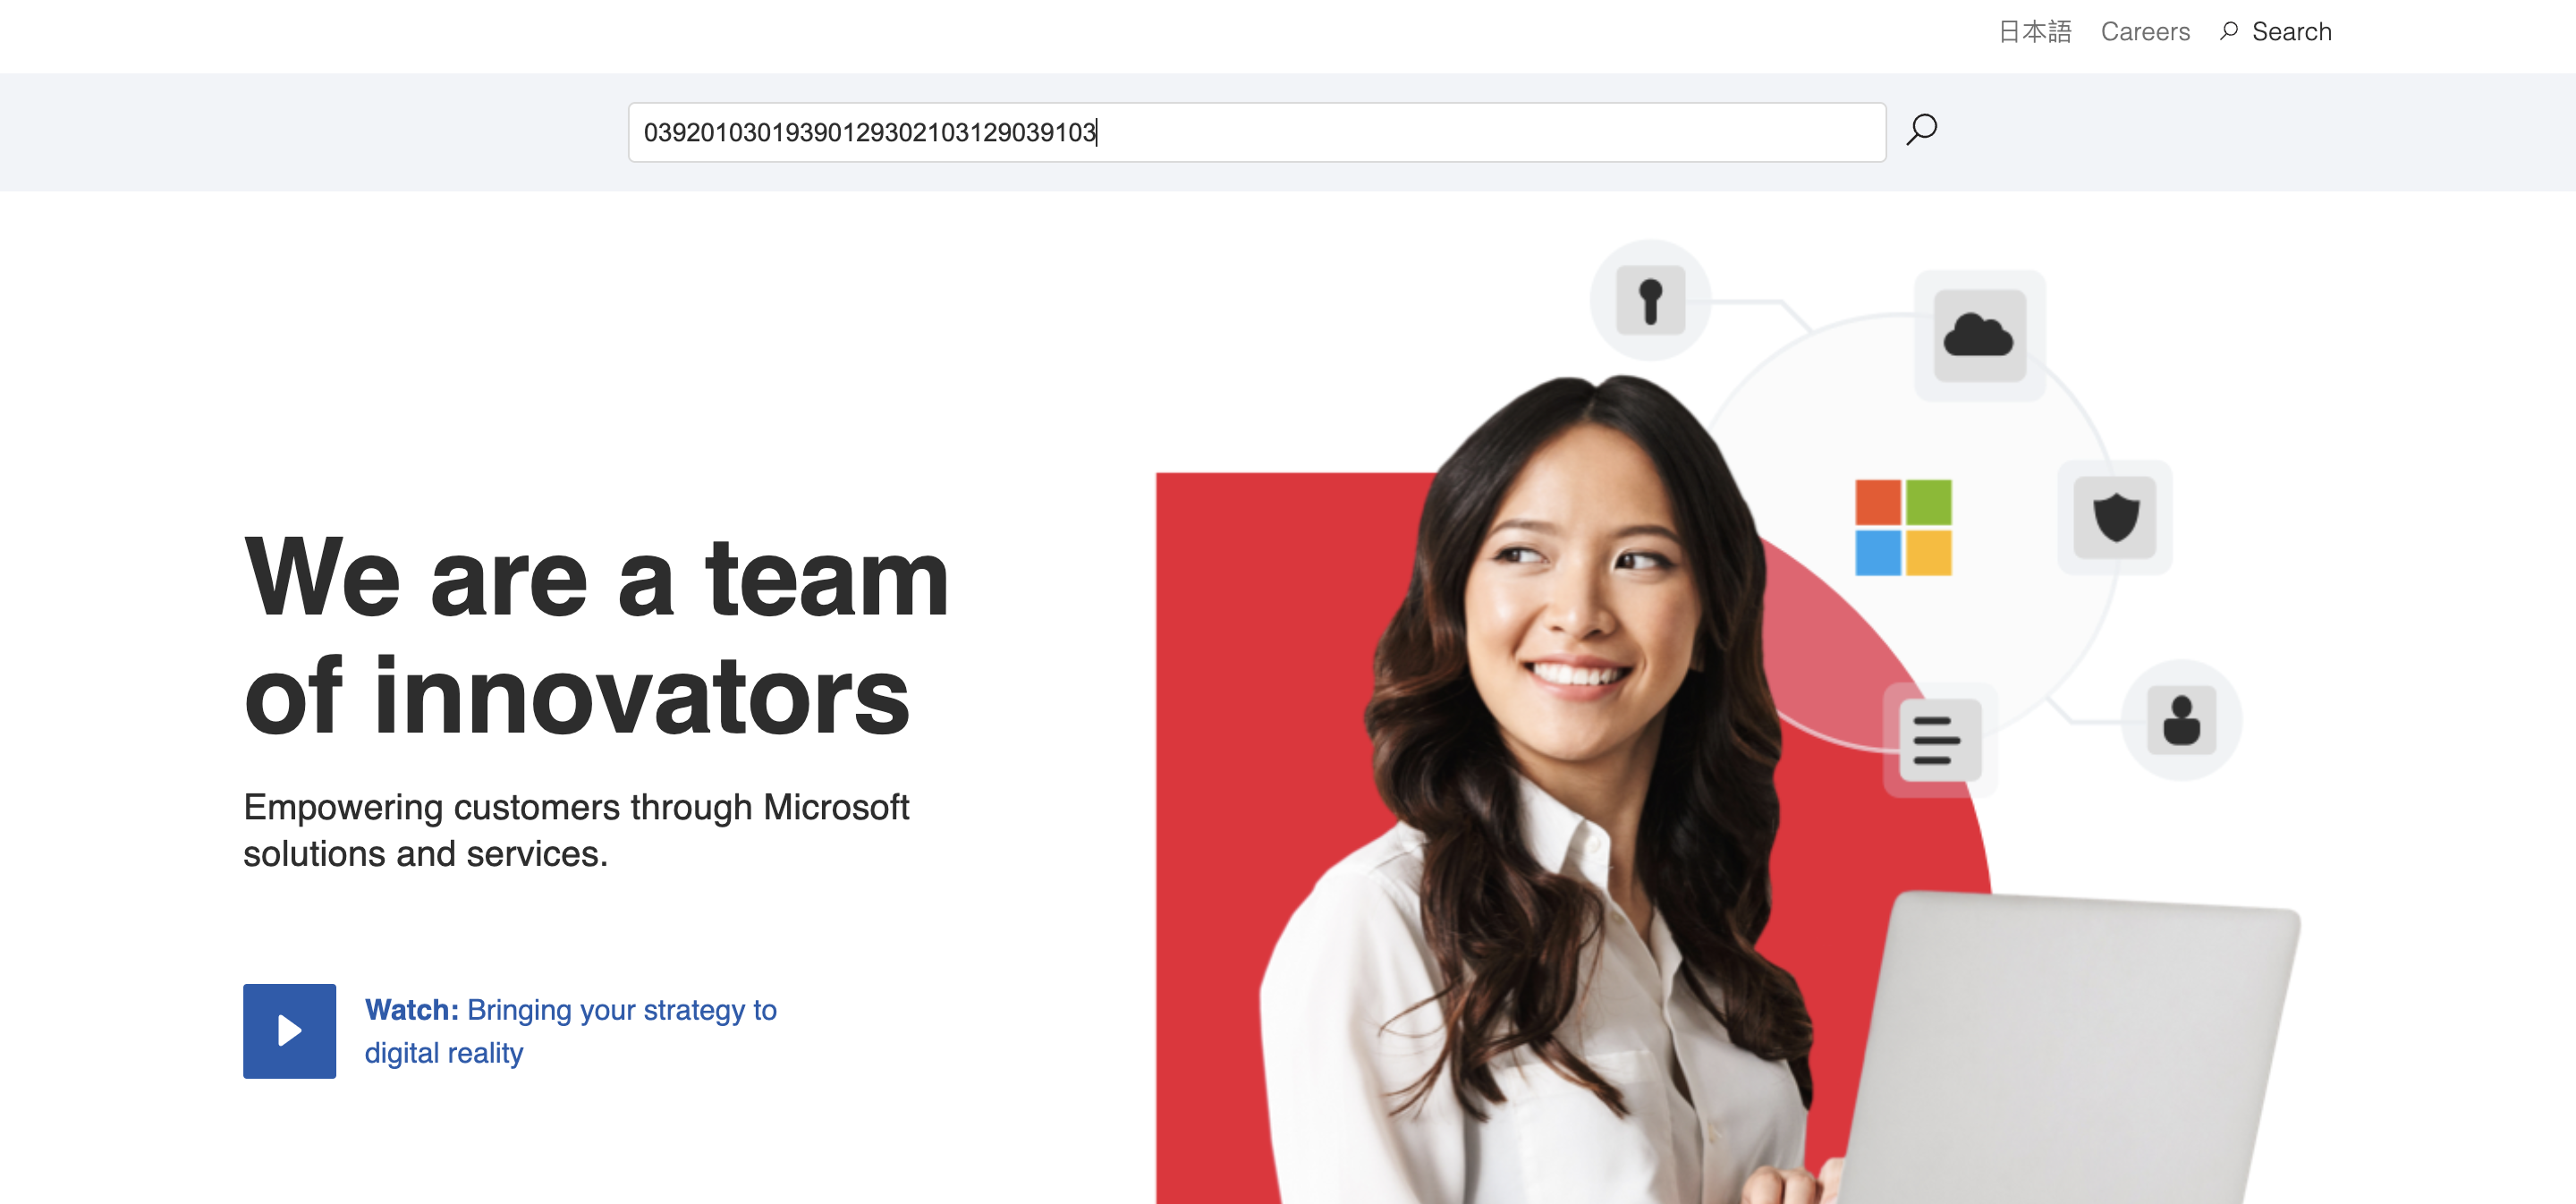 日本語 Careers Search
03920103019390129302103129039103
We are a team
of innovators
Empowering customers through Microsoft
solutions and services.
Watch: Bringing your strategy to
digital reality